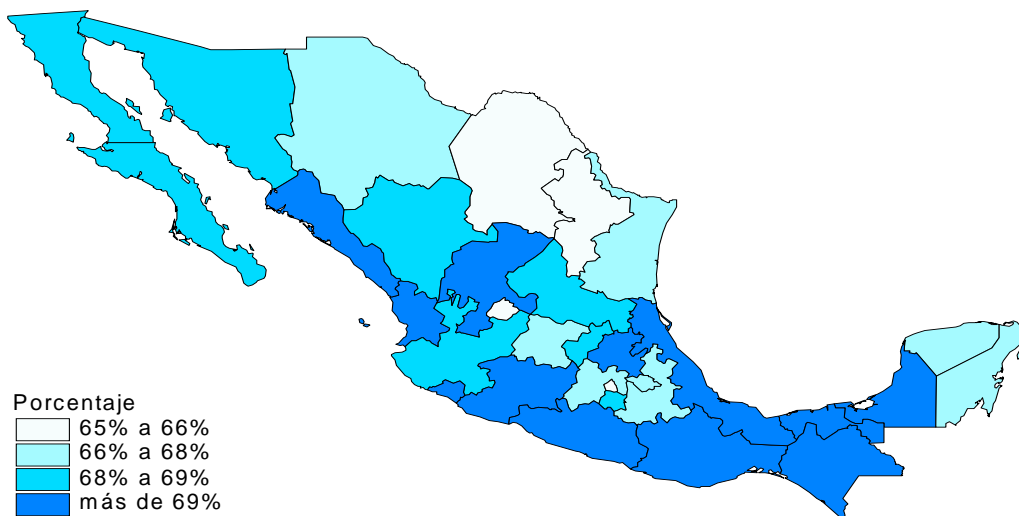 Porcentaje
65% a 66%
66% a 68%
68% a 69%
más de 69%